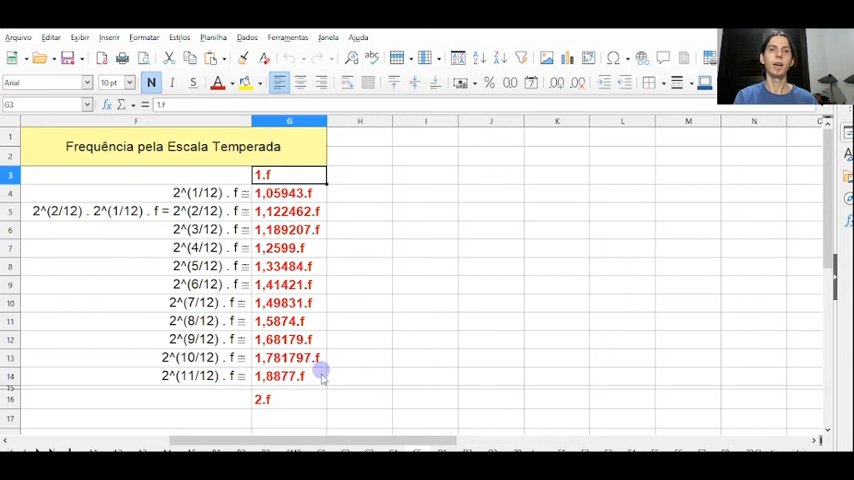 Arquivo Editar Exibir Inserir Formatar Estilos Planilha Dados Ferramentas Janela Ajuda
Arial 10 pt N I S A
G3 fx Σ = 1.f
F G H I J K L M N
1 Frequência pela Escala Temperada
2
3 1.f
4 2^(1/12) . f ≅ 1,05943.f
5 2^(2/12) . 2^(1/12) . f = 2^(2/12) . f ≅ 1,122462.f
6 2^(3/12) . f ≅ 1,189207.f
7 2^(4/12) . f ≅ 1,2599.f
8 2^(5/12) . f ≅ 1,33484.f
9 2^(6/12) . f ≅ 1,41421.f
10 2^(7/12) . f ≅ 1,49831.f
11 2^(8/12) . f ≅ 1,5874.f
12 2^(9/12) . f ≅ 1,68179.f
13 2^(10/12) . f ≅ 1,781797.f
14 2^(11/12) . f ≅ 1,8877.f
15
16 2.f
17